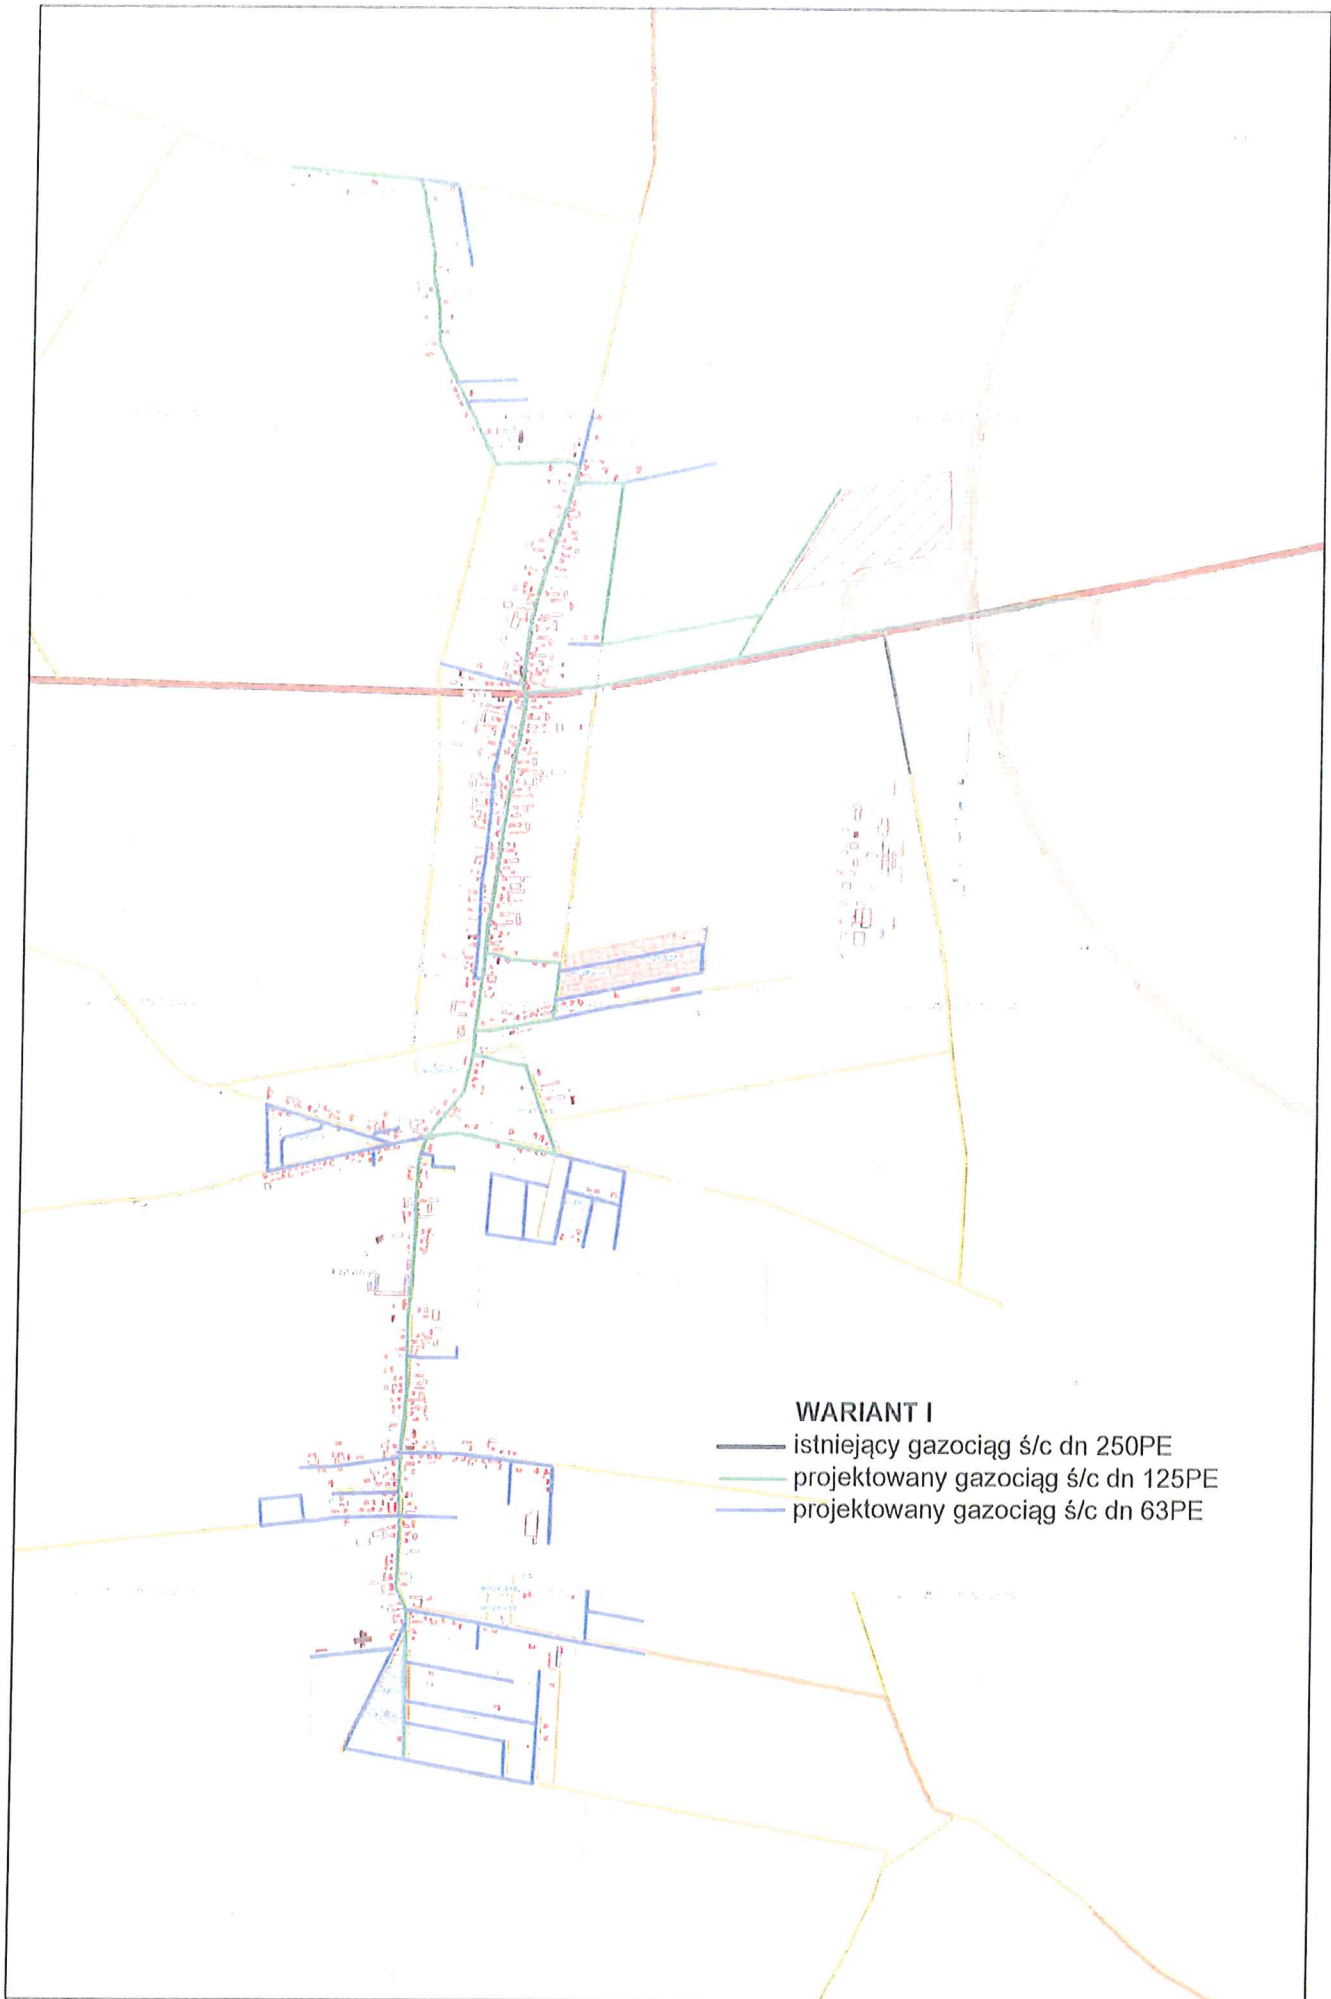 WARIANT I
istniejący gazociąg ś/c dn 250PE
projektowany gazociąg ś/c dn 125PE
projektowany gazociąg ś/c dn 63PE